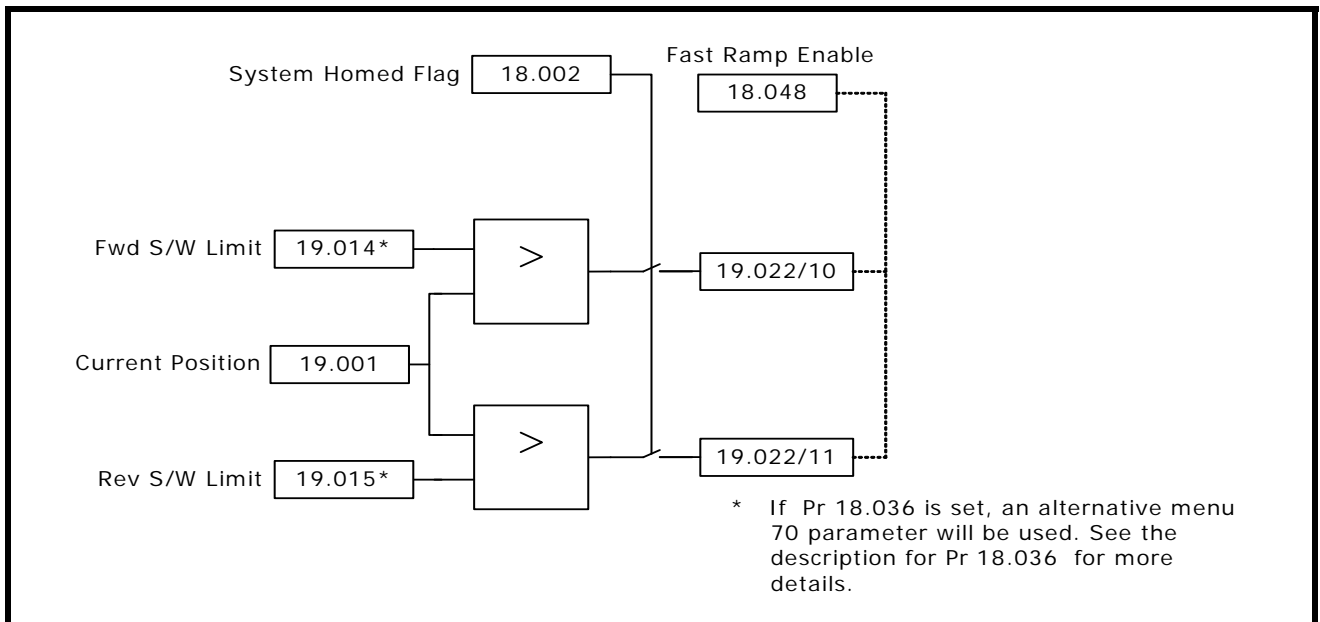 Fast Ramp Enable
System Homed Flag 18.002
18.048
Fwd S/W Limit 19.014*
>
19.022/10
Current Position 19.001
>
19.022/11
Rev S/W Limit 19.015*
* If Pr 18.036 is set, an alternative menu
70 parameter will be used. See the
description for Pr 18.036 for more
details.